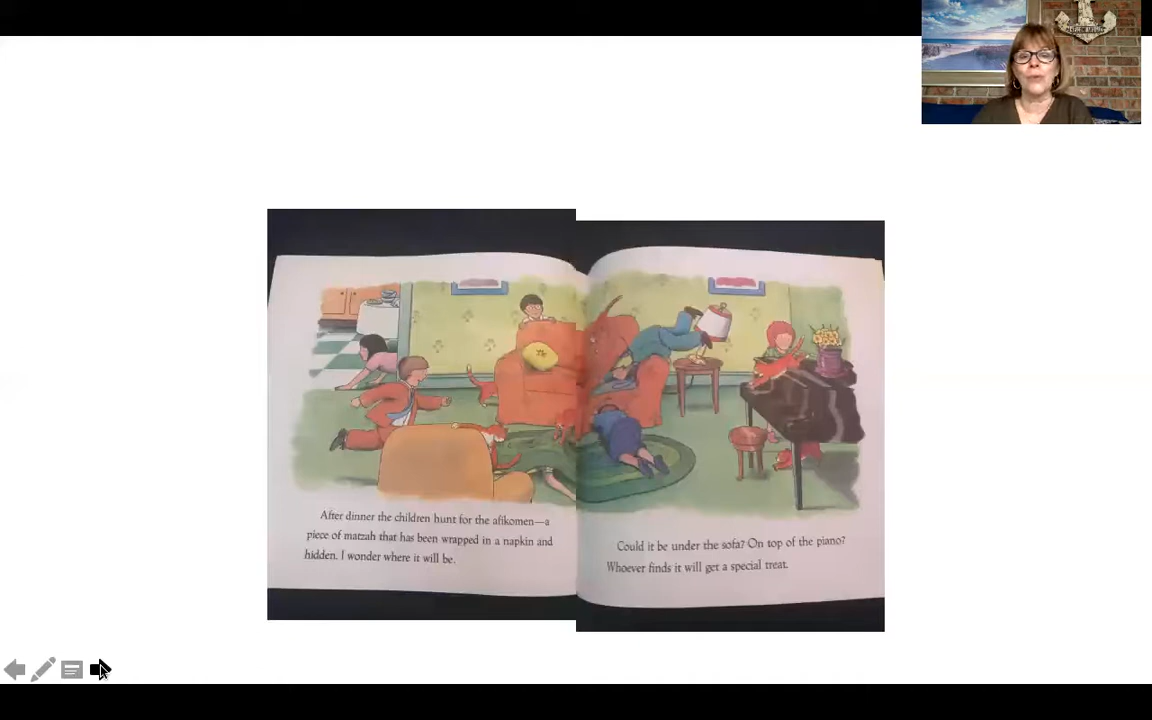 After dinner the children hunt for the afikomen—a
piece of matzah that has been wrapped in a napkin and
hidden. I wonder where it will be.
Could it be under the sofa? On top of the piano?
Whoever finds it will get a special treat.